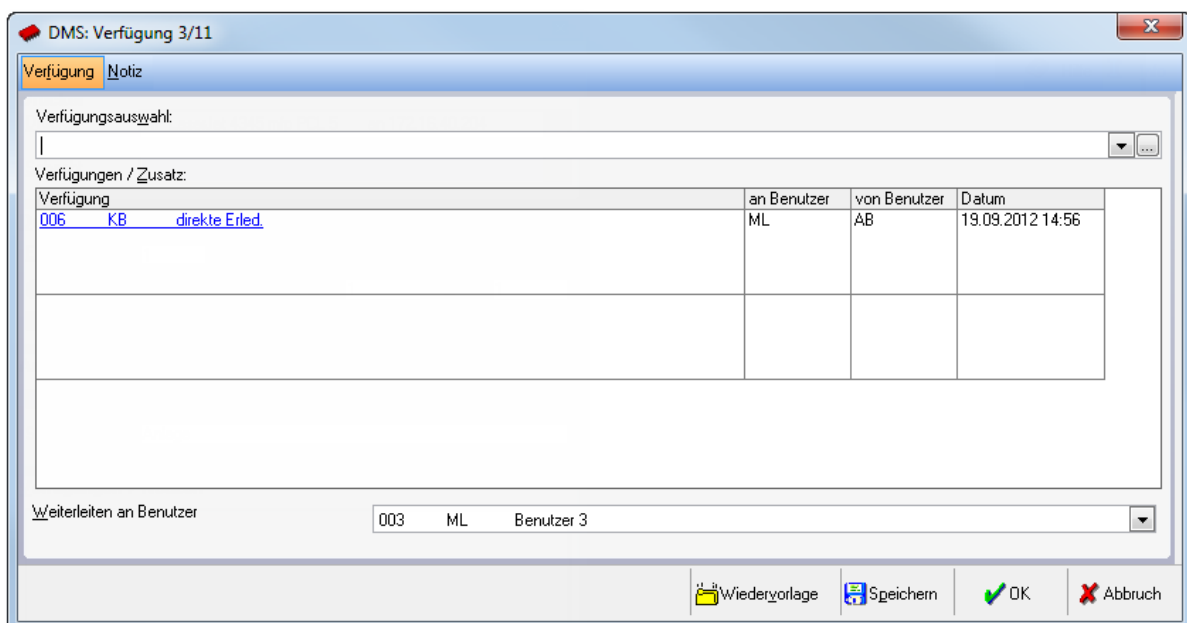 DMS: Verfügung 3/11
Verfügung Notiz
Verfügungsauswahl:
...
Verfügungen / Zusatz:
Verfügung an Benutzer von Benutzer Datum
006 KB direkte Erled. ML AB 19.09.2012 14:56
Weiterleiten an Benutzer 003 ML Benutzer 3
Wiedervorlage Speichern OK Abbruch